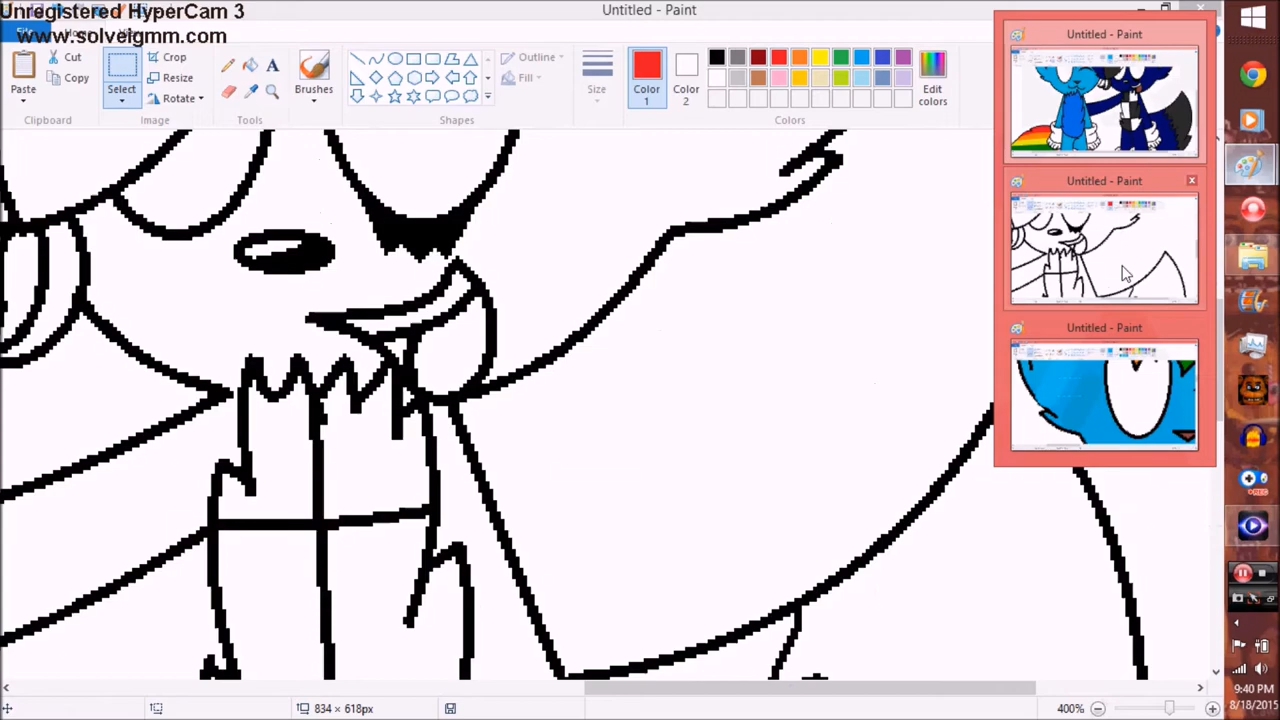 Unregistered HyperCam 3
www.solveigmm.com
Untitled - Paint
Paste
Cut
Copy
Clipboard
Select
Crop
Resize
Rotate
Image
Tools
Brushes
Shapes
Outline
Fill
Size
Color 1
Color 2
Edit colors
Colors
Untitled - Paint
Untitled - Paint
Untitled - Paint
+REC
834 × 618px
400%
9:40 PM
8/18/2015